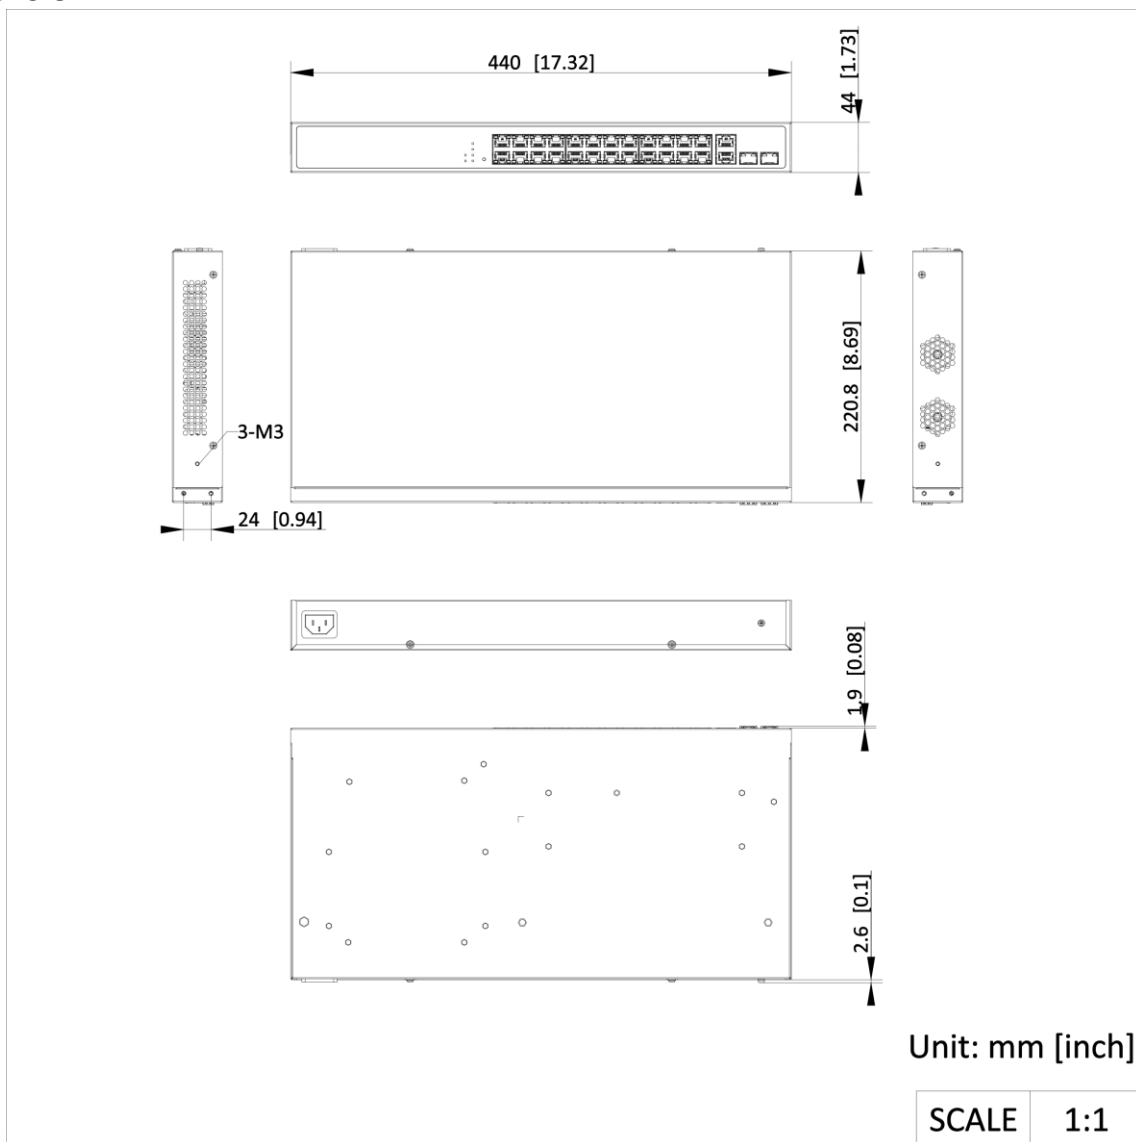 440 [17.32]
44 [1.73]
220.8 [8.69]
3-M3
24 [0.94]
1.9 [0.08]
2.6 [0.1]
Unit: mm [inch]
SCALE 1:1